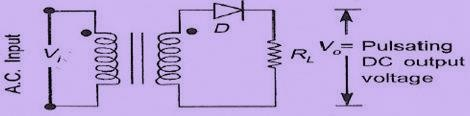 A.C. Input
Vi
D
RL
Vo= Pulsating
DC output
voltage